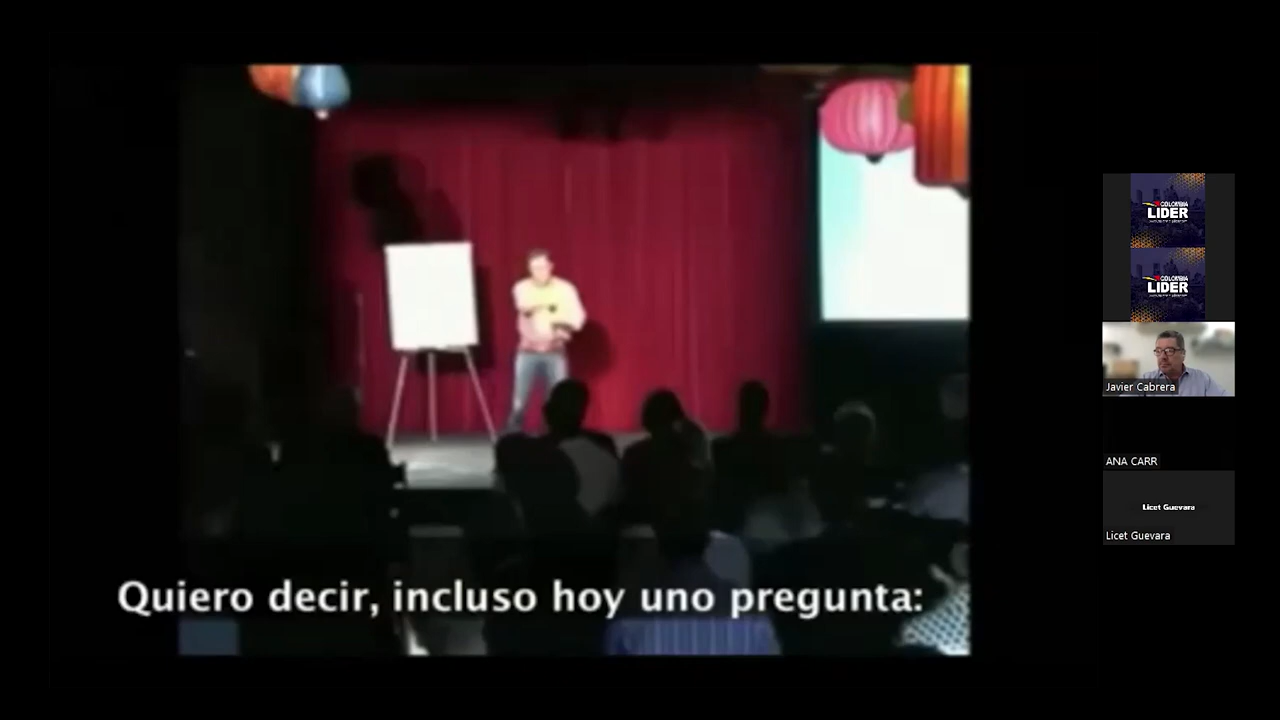 COLOMBIA
LIDER
COLOMBIA
LIDER
Javier Cabrera
ANA CARR
Licet Guevara
Licet Guevara
Quiero decir, incluso hoy uno pregunta: